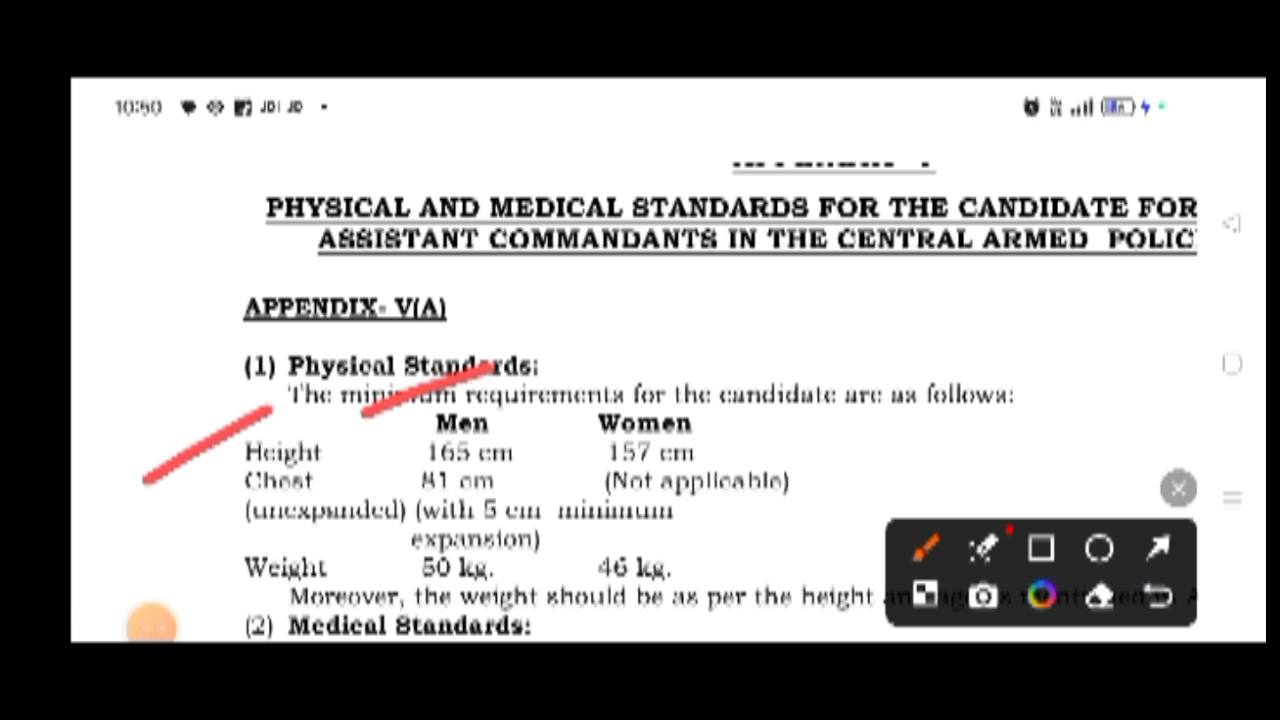 10:50
PHYSICAL AND MEDICAL STANDARDS FOR THE CANDIDATE FOR
ASSISTANT COMMANDANTS IN THE CENTRAL ARMED POLIC
APPENDIX- V(A)
(1) Physical Standards:
The minimum requirements for the candidate are as follows:
Men Women
Height 165 cm 157 cm
Chest 81 cm (Not applicable)
(unexpanded) (with 5 cm minimum
expansion)
Weight 50 kg. 46 kg.
Moreover, the weight should be as per the height
(2) Medical Standards: